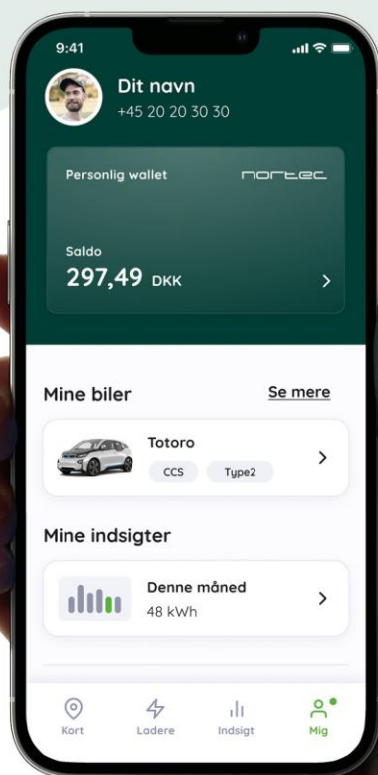 9:41
Dit navn
+45 20 20 30 30
Personlig wallet
nortec
Saldo
297,49 DKK
Mine biler
Se mere
Totoro
CCS
Type2
Mine indsigter
Denne måned
48 kWh
Kort
Ladere
Indsigt
Mig